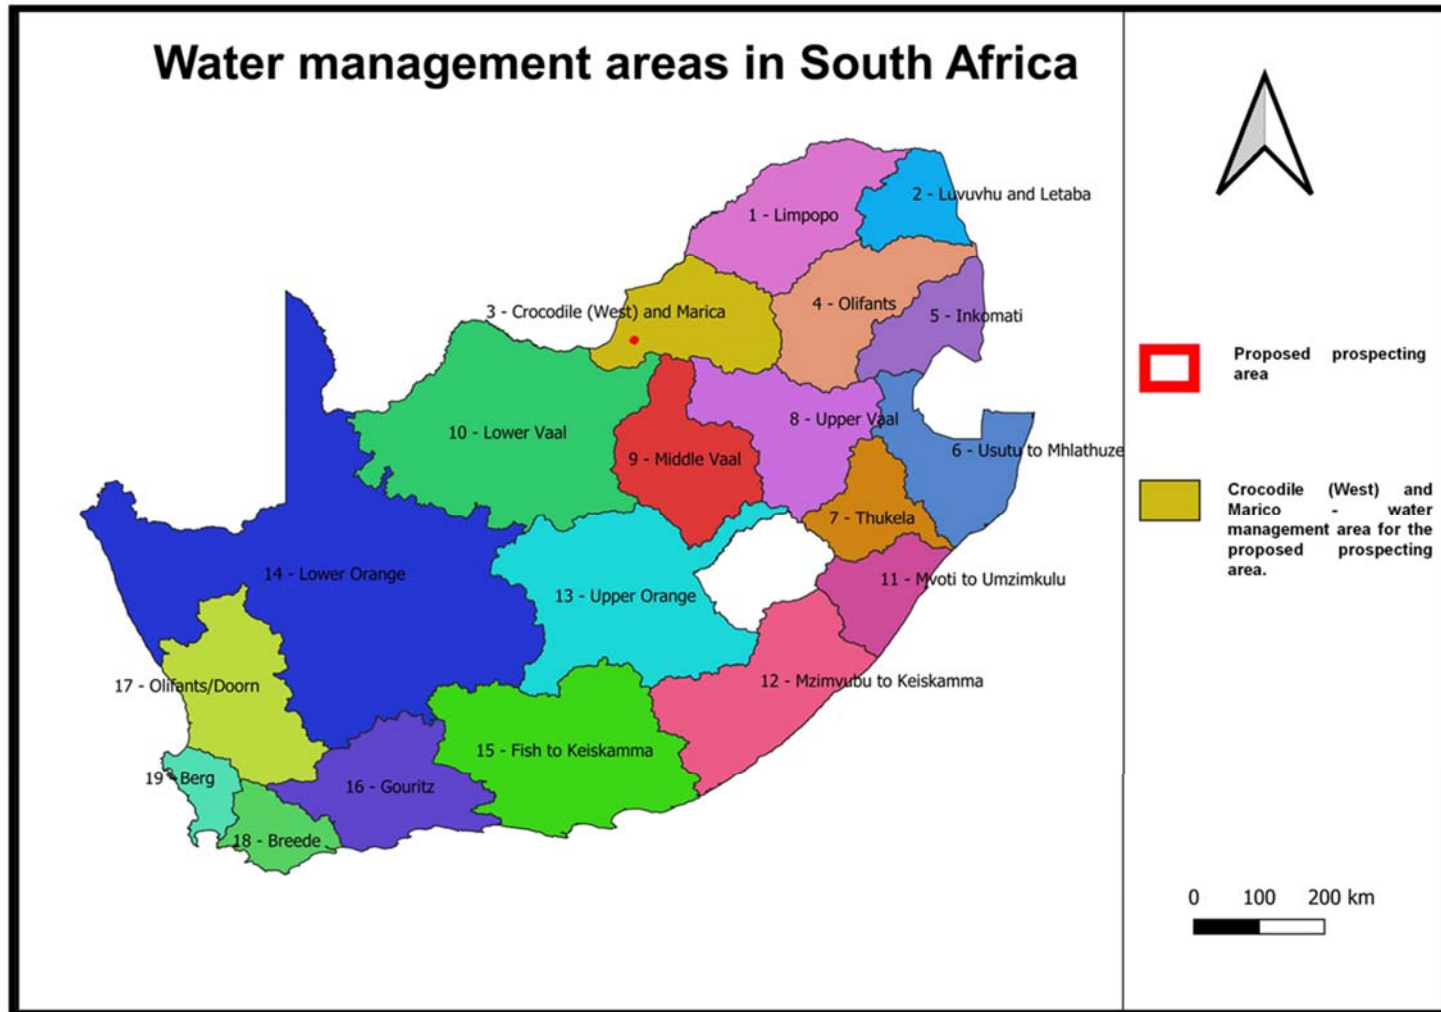 Water management areas in South Africa
2 - Luvuvhu and Letaba
1 - Limpopo
4 - Olifants
3 - Crocodile (West) and Marica
5 - Inkomati
8 - Upper Vaal
10 - Lower Vaal
9 - Middle Vaal
6 - Usutu to Mhlathuze
7 - Thukela
14 - Lower Orange
11 - Mvoti to Umzimkulu
13 - Upper Orange
12 - Mzimvubu to Keiskamma
17 - Olifants/Doorn
15 - Fish to Keiskamma
19 - Berg
16 - Gouritz
18 - Breede
Proposed prospecting
area
Crocodile (West) and
Marico - water
management area for the
proposed prospecting
area.
0 100 200 km